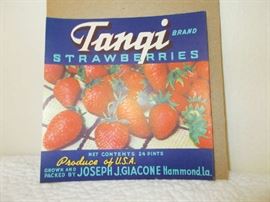 Tangi BRAND
STRAWBERRIES
NET CONTENTS 24 PINTS
Produce of U.S.A.
GROWN AND
PACKED BY JOSEPH J. GIACONE Hammond, La.